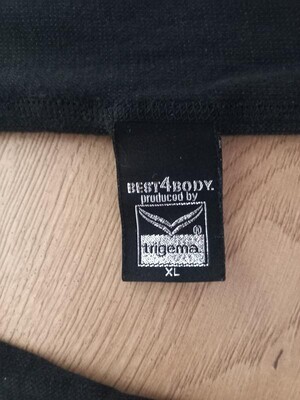 BEST4BODY.
produced by
®
trigema.
XL